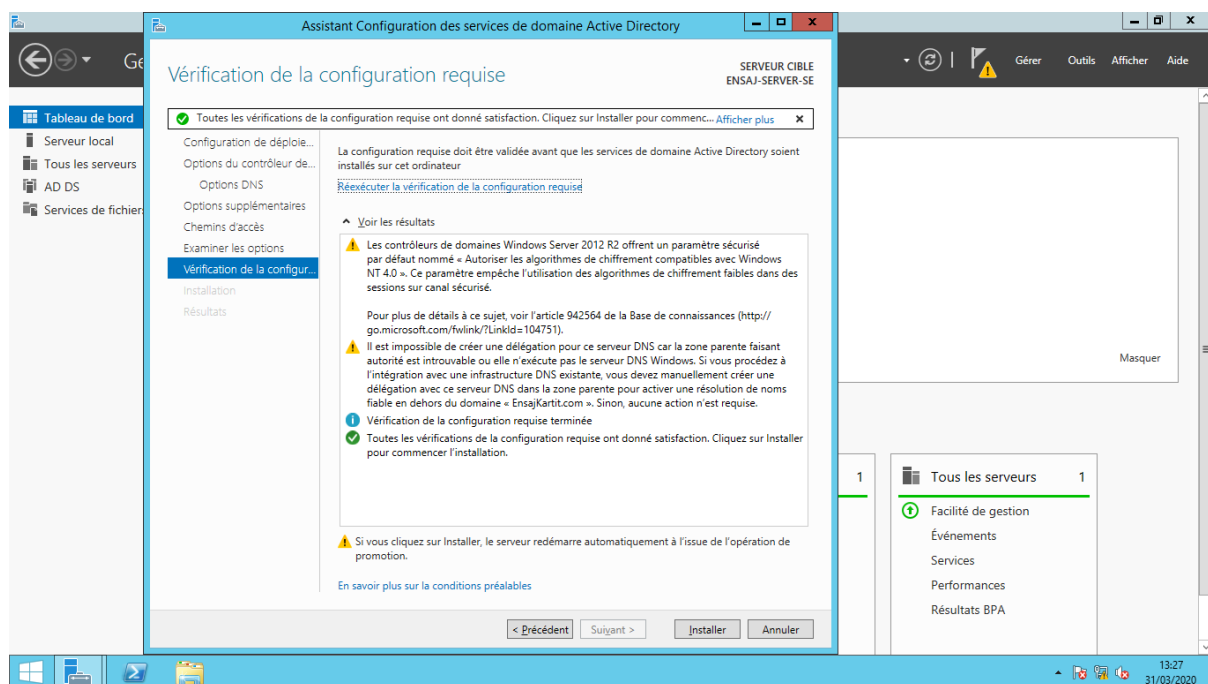 Assistant Configuration des services de domaine Active Directory
Gérer Outils Afficher Aide
Tableau de bord
Serveur local
Tous les serveurs
AD DS
Services de fichier
Vérification de la configuration requise
SERVEUR CIBLE
ENSAJ-SERVER-SE
Toutes les vérifications de la configuration requise ont donné satisfaction. Cliquez sur Installer pour commenc... Afficher plus
Configuration de déploie...
Options du contrôleur de...
Options DNS
Options supplémentaires
Chemins d'accès
Examiner les options
Vérification de la configur...
Installation
Résultats
La configuration requise doit être validée avant que les services de domaine Active Directory soient
installés sur cet ordinateur
Réexécuter la vérification de la configuration requise
Voir les résultats
Les contrôleurs de domaines Windows Server 2012 R2 offrent un paramètre sécurisé
par défaut nommé « Autoriser les algorithmes de chiffrement compatibles avec Windows
NT 4.0 ». Ce paramètre empêche l'utilisation des algorithmes de chiffrement faibles dans des
sessions sur canal sécurisé.
Pour plus de détails à ce sujet, voir l'article 942564 de la Base de connaissances (http://
go.microsoft.com/fwlink/?LinkId=104751).
Il est impossible de créer une délégation pour ce serveur DNS car la zone parente faisant
autorité est introuvable ou elle n'exécute pas le serveur DNS Windows. Si vous procédez à
l'intégration avec une infrastructure DNS existante, vous devez manuellement créer une
délégation avec ce serveur DNS dans la zone parente pour activer une résolution de noms
fiable en dehors du domaine « EnsajKartit.com ». Sinon, aucune action n'est requise.
Vérification de la configuration requise terminée
Toutes les vérifications de la configuration requise ont donné satisfaction. Cliquez sur Installer
pour commencer l'installation.
Si vous cliquez sur Installer, le serveur redémarre automatiquement à l'issue de l'opération de
promotion.
En savoir plus sur la conditions préalables
< Précédent Suivant > Installer Annuler
Masquer
1
Tous les serveurs 1
Facilité de gestion
Événements
Services
Performances
Résultats BPA
13:27
31/03/2020